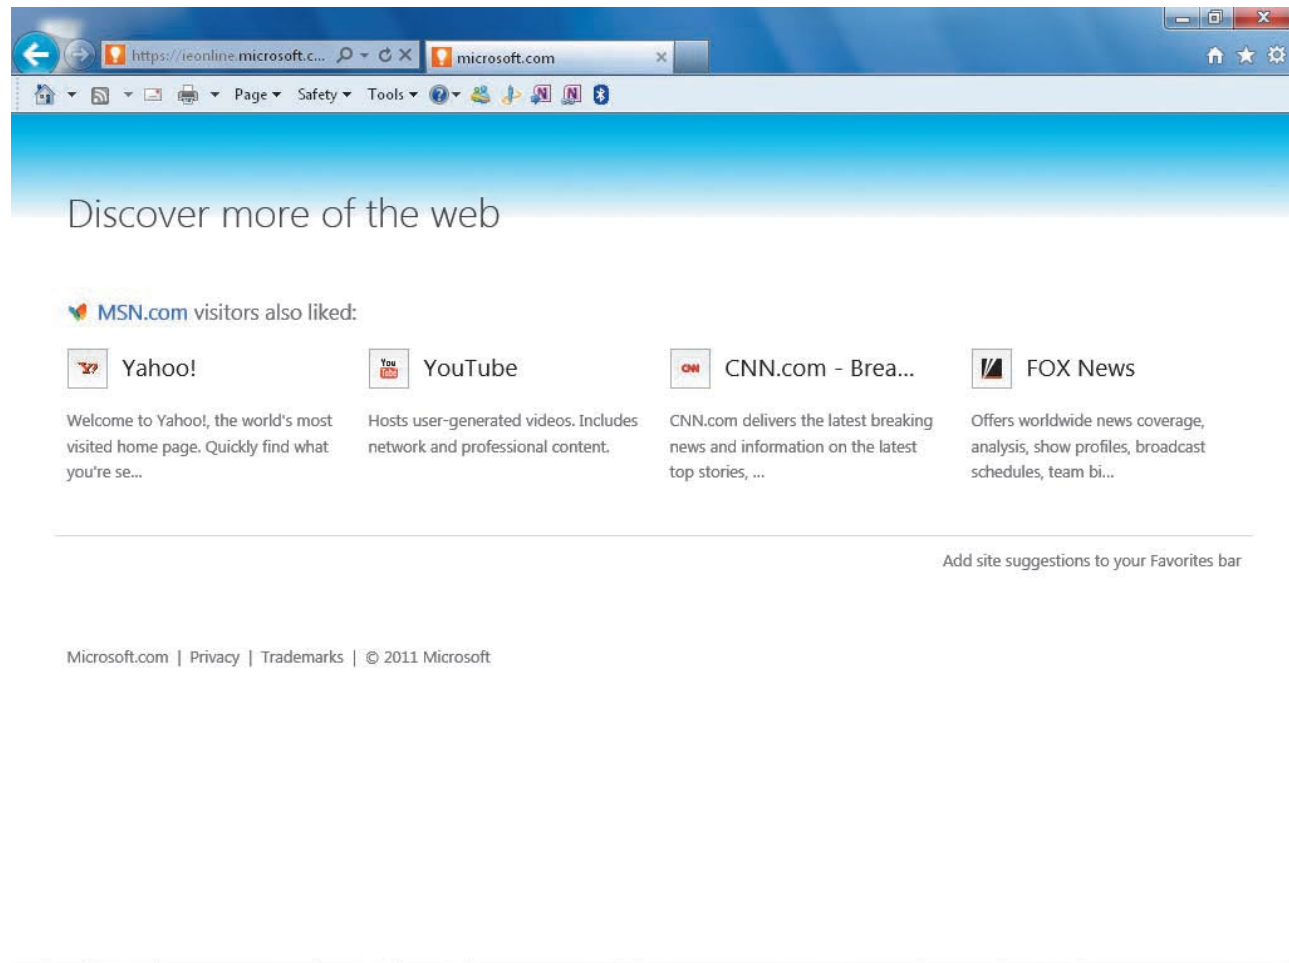 https://ieonline.microsoft.c...
microsoft.com
Page Safety Tools
Discover more of the web
MSN.com visitors also liked:
Yahoo!
Welcome to Yahoo!, the world's most
visited home page. Quickly find what
you're se...
You Tube
YouTube
Hosts user-generated videos. Includes
network and professional content.
CNN
CNN.com - Brea...
CNN.com delivers the latest breaking
news and information on the latest
top stories, ...
FOX News
Offers worldwide news coverage,
analysis, show profiles, broadcast
schedules, team bi...
Add site suggestions to your Favorites bar
Microsoft.com | Privacy | Trademarks | © 2011 Microsoft